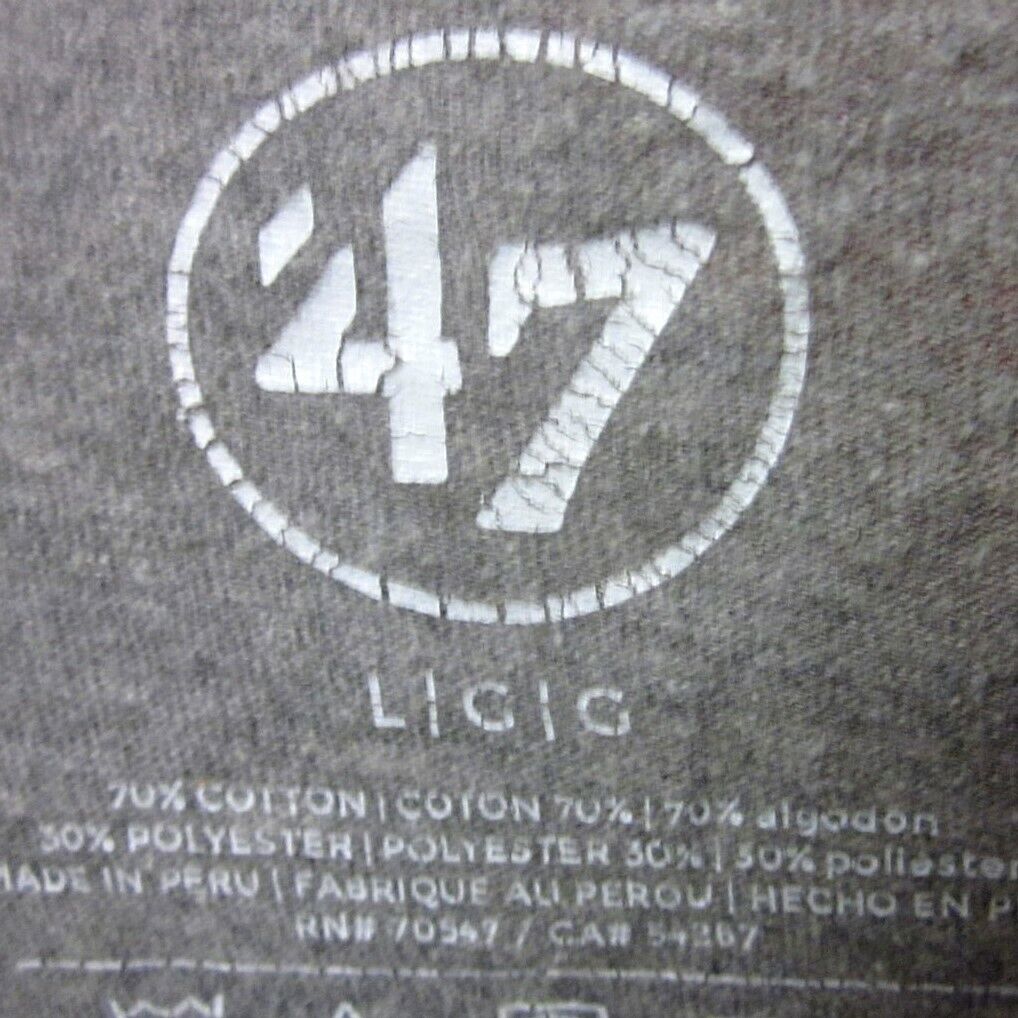 '47
L|G|G
70% COTTON | COTON 70% | 70% algodon
30% POLYESTER | POLYESTER 30% | 30% poliester
MADE IN PERU | FABRIQUE AU PEROU | HECHO EN P
RN# 70547 / CA# 54267